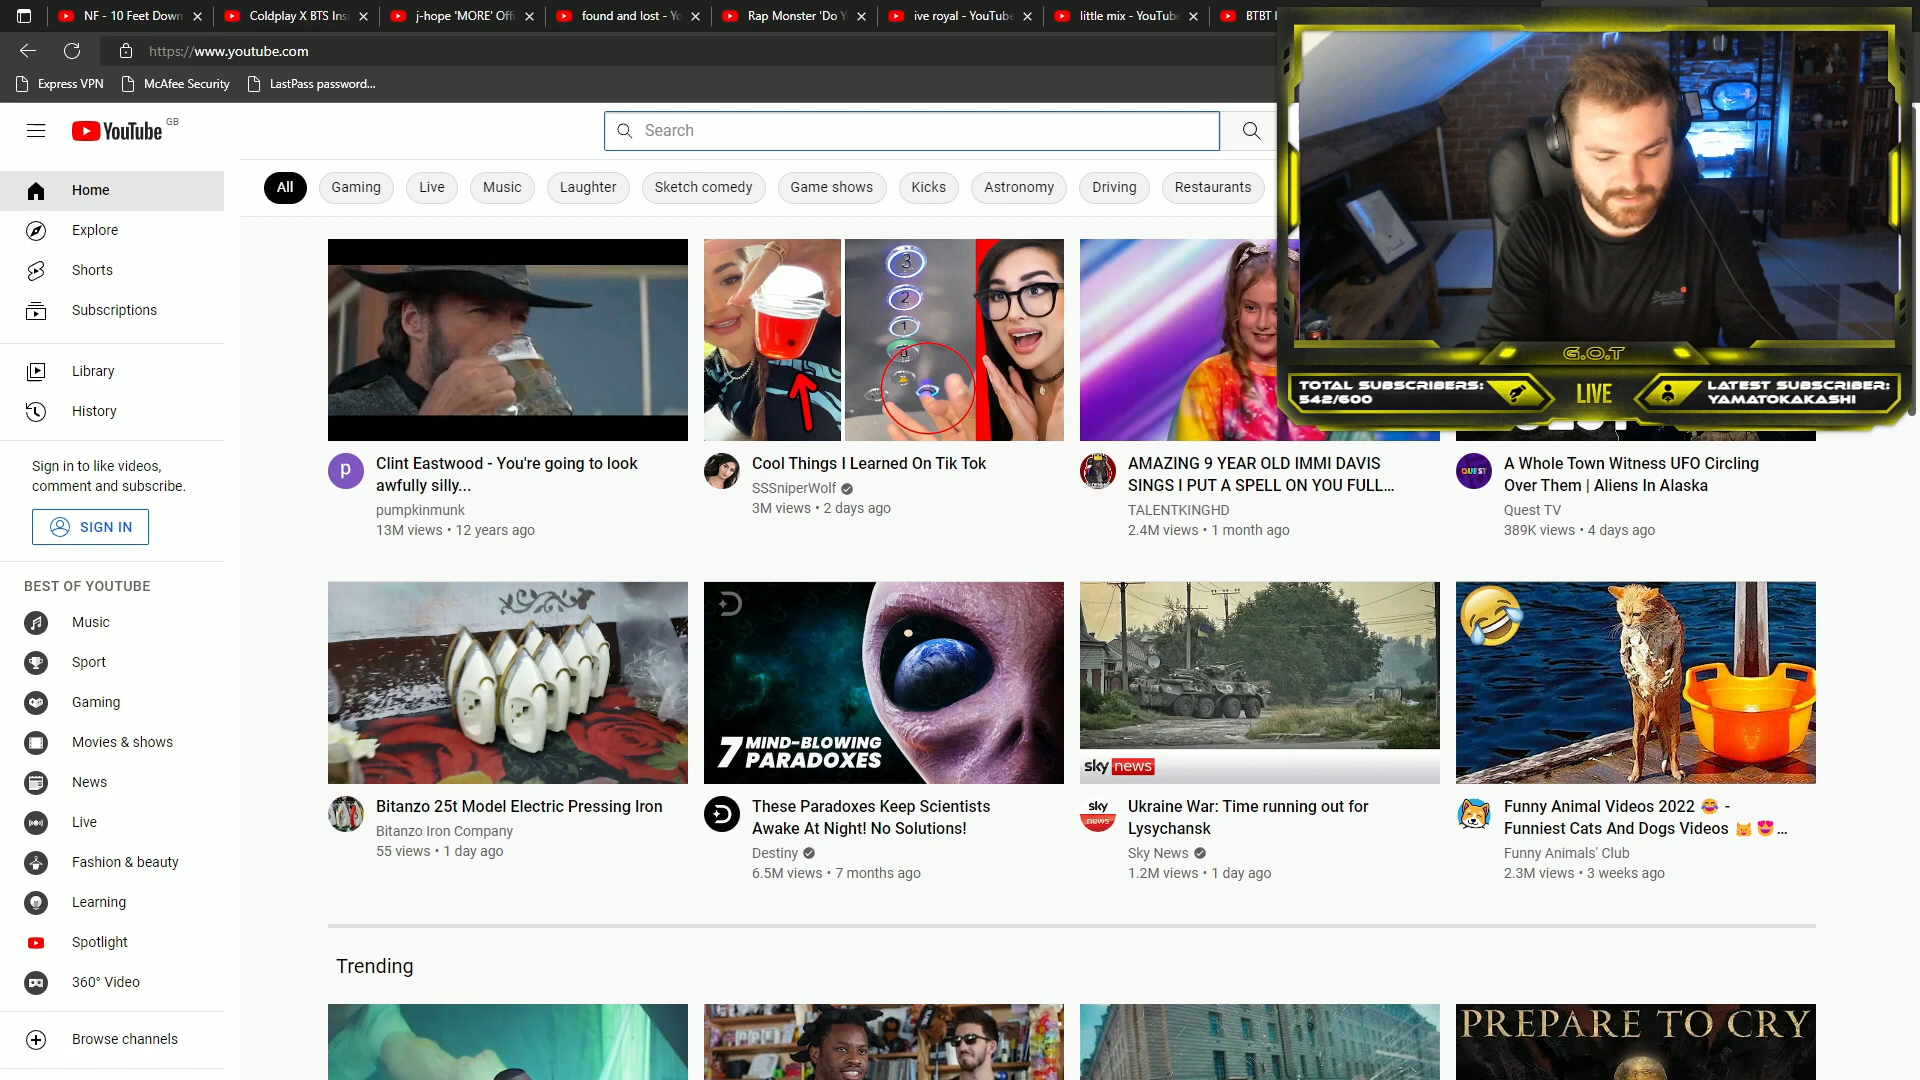 NF - 10 Feet Down
Coldplay X BTS Ins
j-hope 'MORE' Offi
found and lost - Yo
Rap Monster 'Do Y
ive royal - YouTube
little mix - YouTube
BTBT
https://www.youtube.com
Express VPN
McAfee Security
LastPass password...
YouTube GB
Search
Home
Explore
Shorts
Subscriptions
Library
History
Sign in to like videos,
comment and subscribe.
SIGN IN
BEST OF YOUTUBE
Music
Sport
Gaming
Movies & shows
News
Live
Fashion & beauty
Learning
Spotlight
360° Video
Browse channels
All
Gaming
Live
Music
Laughter
Sketch comedy
Game shows
Kicks
Astronomy
Driving
Restaurants
G.O.T
TOTAL SUBSCRIBERS:
542/600
LIVE
LATEST SUBSCRIBER:
YAMATOKAKASHI
3
2
1
0
p
Clint Eastwood - You're going to look
awfully silly...
pumpkinmunk
13M views • 12 years ago
Cool Things I Learned On Tik Tok
SSSniperWolf
3M views • 2 days ago
AMAZING 9 YEAR OLD IMMI DAVIS
SINGS I PUT A SPELL ON YOU FULL...
TALENTKINGHD
2.4M views • 1 month ago
QUEST
A Whole Town Witness UFO Circling
Over Them | Aliens In Alaska
Quest TV
389K views • 4 days ago
7 MIND-BLOWING
PARADOXES
sky news
Bitanzo 25t Model Electric Pressing Iron
Bitanzo Iron Company
55 views • 1 day ago
These Paradoxes Keep Scientists
Awake At Night! No Solutions!
Destiny
6.5M views • 7 months ago
sky
news
Ukraine War: Time running out for
Lysychansk
Sky News
1.2M views • 1 day ago
Funny Animal Videos 2022 😂 -
Funniest Cats And Dogs Videos 😺😍...
Funny Animals' Club
2.3M views • 3 weeks ago
Trending
PREPARE TO CRY